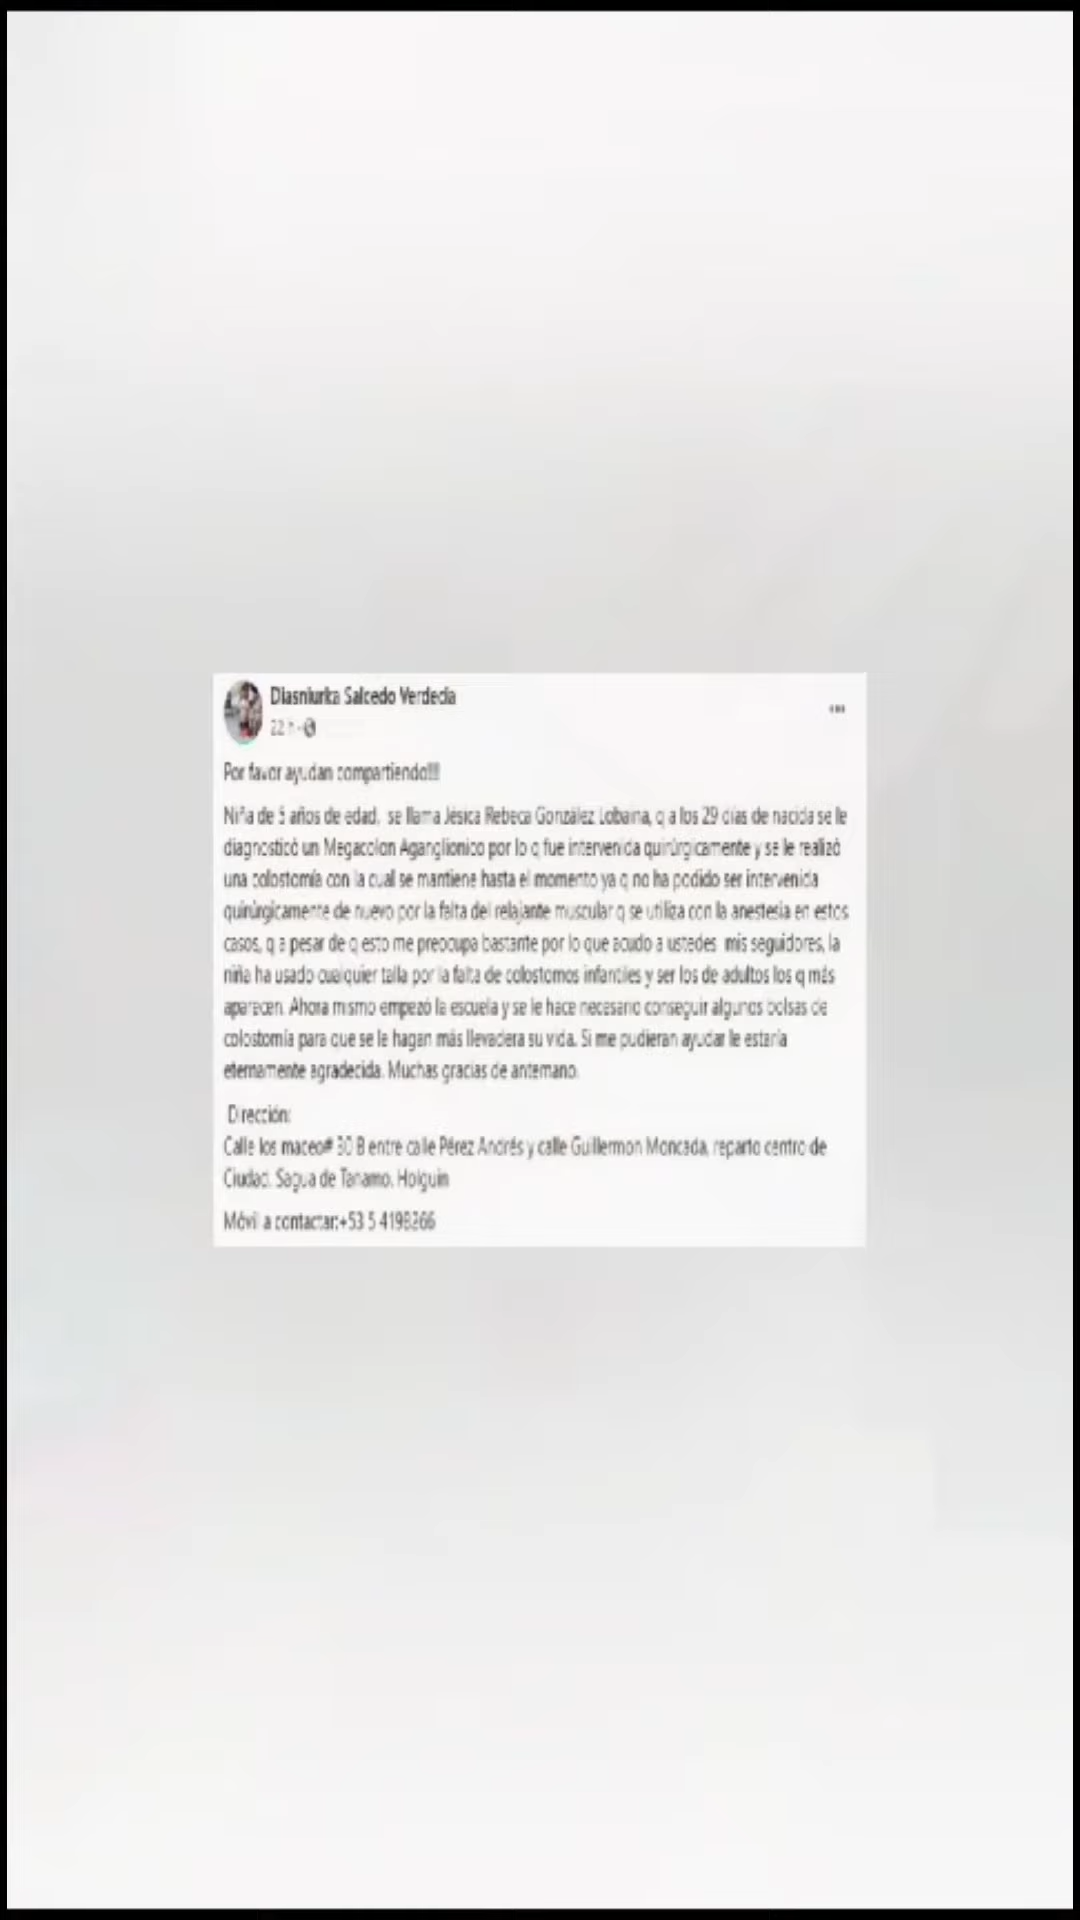 Diasniurka Salcedo Verdecia
22 h ·
Por favor ayudan compartiendo!!!!
Niña de 5 años de edad, se llama Jésica Rebeca González Lobaina, q a los 29 días de nacida se le
diagnosticó un Megacolon Aganglionico por lo q fue intervenida quirúrgicamente y se le realizó
una colostomía con la cual se mantiene hasta el momento ya q no ha podido ser intervenida
quirúrgicamente de nuevo por la falta del relajante muscular q se utiliza con la anestesia en estos
casos, q a pesar de q esto me preocupa bastante por lo que acudo a ustedes mis seguidores, la
niña ha usado cualquier talla por la falta de colostomos infantiles y ser los de adultos los q más
aparecen. Ahora mismo empezó la escuela y se le hace necesario conseguir algunos bolsas de
colostomía para que se le hagan más llevadera su vida. Si me pudieran ayudar le estaría
eternamente agradecida. Muchas gracias de antemano.
Dirección:
Calle los maceo# 30 B entre calle Pérez Andrés y calle Guillermon Moncada, reparto centro de
Ciudad. Sagua de Tanamo. Holguin
Móvil a contactar:+53 5 4198266